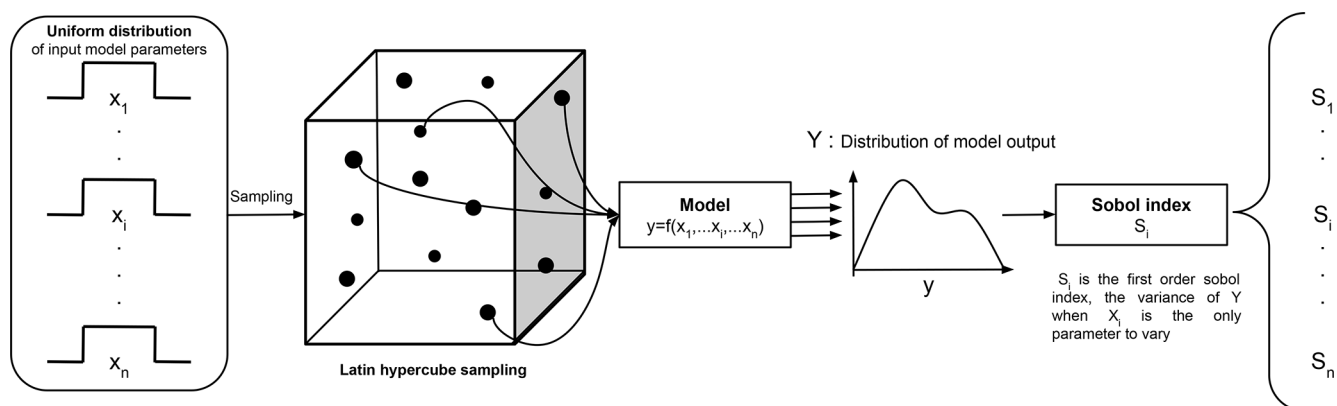 Uniform distribution
of input model parameters
x1
.
.
xi
.
.
.
xn
Sampling
Latin hypercube sampling
Model
y=f(x1,...xi,...xn)
Y : Distribution of model output
y
Sobol index
Si
Si is the first order sobol
index, the variance of Y
when Xi is the only
parameter to vary
S1
.
.
Si
.
.
.
Sn